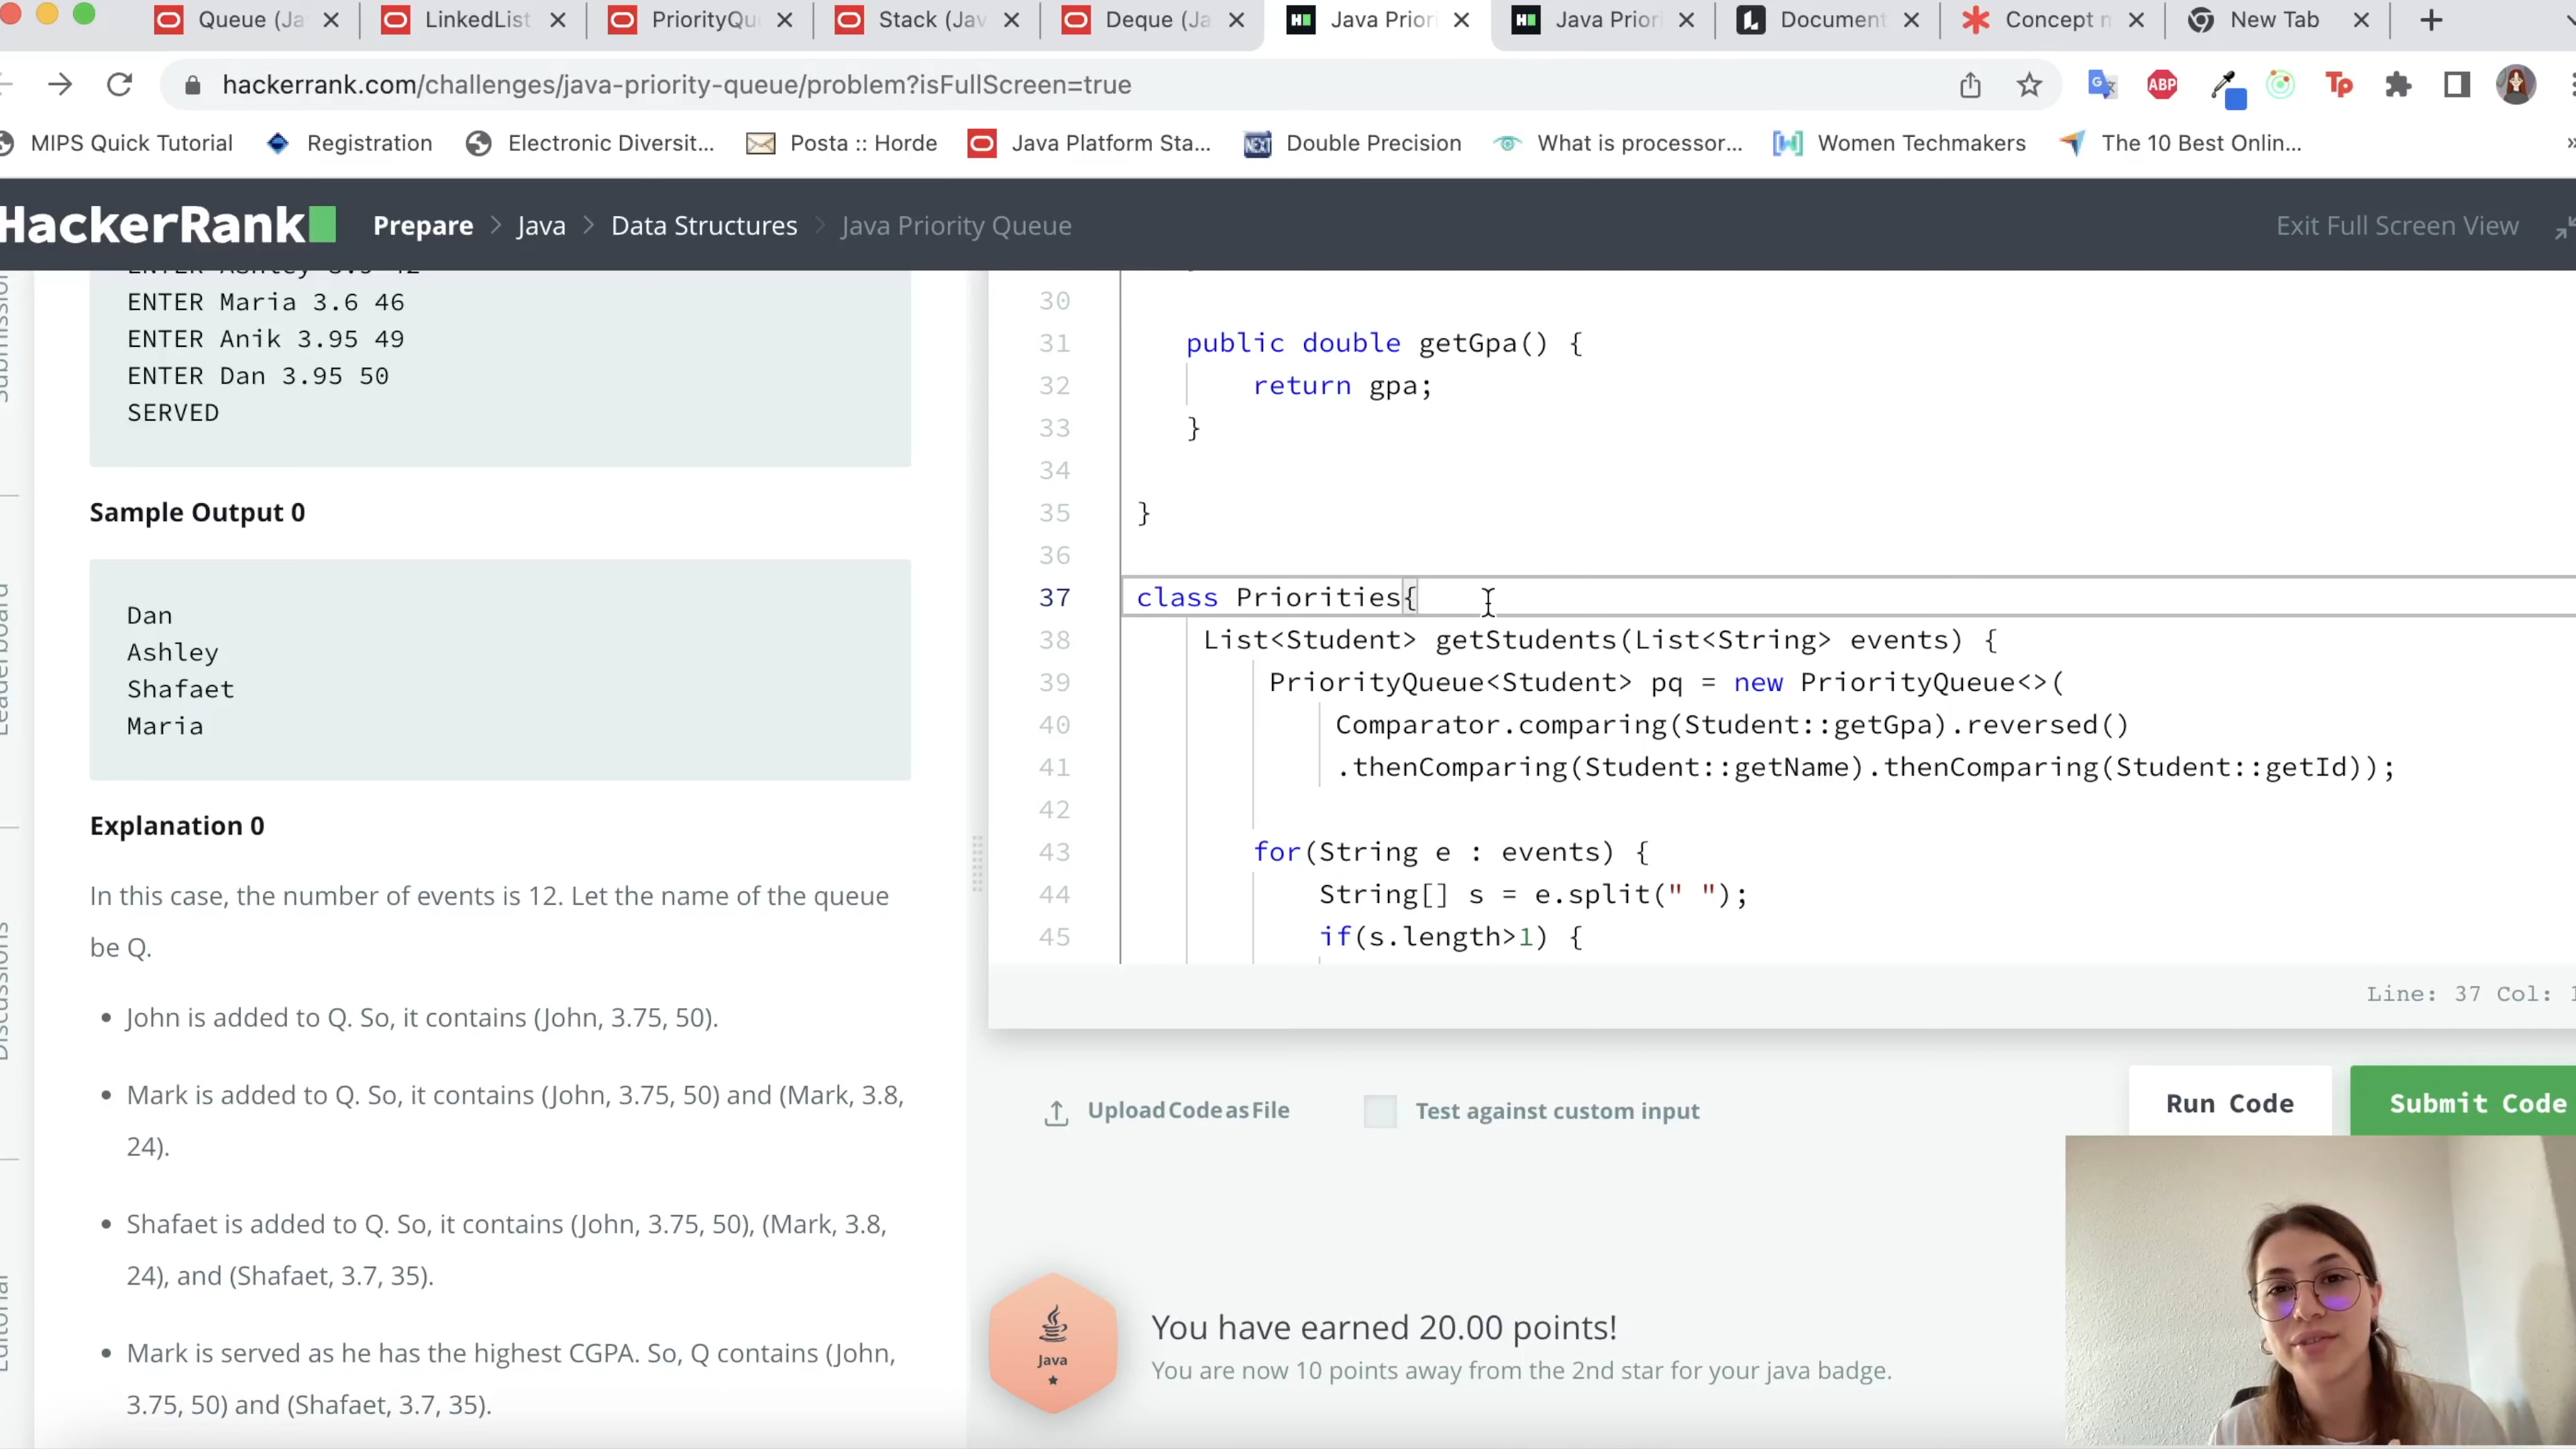 Queue (Ja
LinkedList
PriorityQu
Stack (Jav
Deque (Ja
Java Prior
Java Prior
Document
Concept m
New Tab
hackerrank.com/challenges/java-priority-queue/problem?isFullScreen=true
ABP
Tp
MIPS Quick Tutorial
Registration
Electronic Diversit...
Posta :: Horde
Java Platform Sta...
NEXT
Double Precision
What is processor...
Women Techmakers
The 10 Best Onlin...
HackerRank
Prepare > Java > Data Structures > Java Priority Queue
Exit Full Screen View
ENTER Ashley 3.9 42
ENTER Maria 3.6 46
ENTER Anik 3.95 49
ENTER Dan 3.95 50
SERVED
Sample Output 0
Dan
Ashley
Shafaet
Maria
Explanation 0
In this case, the number of events is 12. Let the name of the queue
be Q.
• John is added to Q. So, it contains (John, 3.75, 50).
• Mark is added to Q. So, it contains (John, 3.75, 50) and (Mark, 3.8,
24).
• Shafaet is added to Q. So, it contains (John, 3.75, 50), (Mark, 3.8,
24), and (Shafaet, 3.7, 35).
• Mark is served as he has the highest CGPA. So, Q contains (John,
3.75, 50) and (Shafaet, 3.7, 35).
Leaderboard
Discussions
Editorial
30
31 public double getGpa() {
32 return gpa;
33 }
34
35 }
36
37 class Priorities{
38 List<Student> getStudents(List<String> events) {
39 PriorityQueue<Student> pq = new PriorityQueue<>(
40 Comparator.comparing(Student::getGpa).reversed()
41 .thenComparing(Student::getName).thenComparing(Student::getId));
42
43 for(String e : events) {
44 String[] s = e.split(" ");
45 if(s.length>1) {
Line: 37 Col: 1
Upload Code as File
Test against custom input
Run Code
Submit Code
Java
You have earned 20.00 points!
You are now 10 points away from the 2nd star for your java badge.